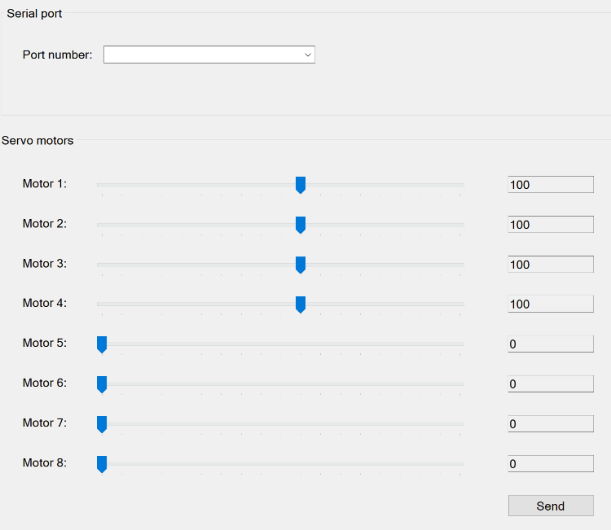 Serial port
Port number:
Servo motors
Motor 1: 100
Motor 2: 100
Motor 3: 100
Motor 4: 100
Motor 5: 0
Motor 6: 0
Motor 7: 0
Motor 8: 0
Send